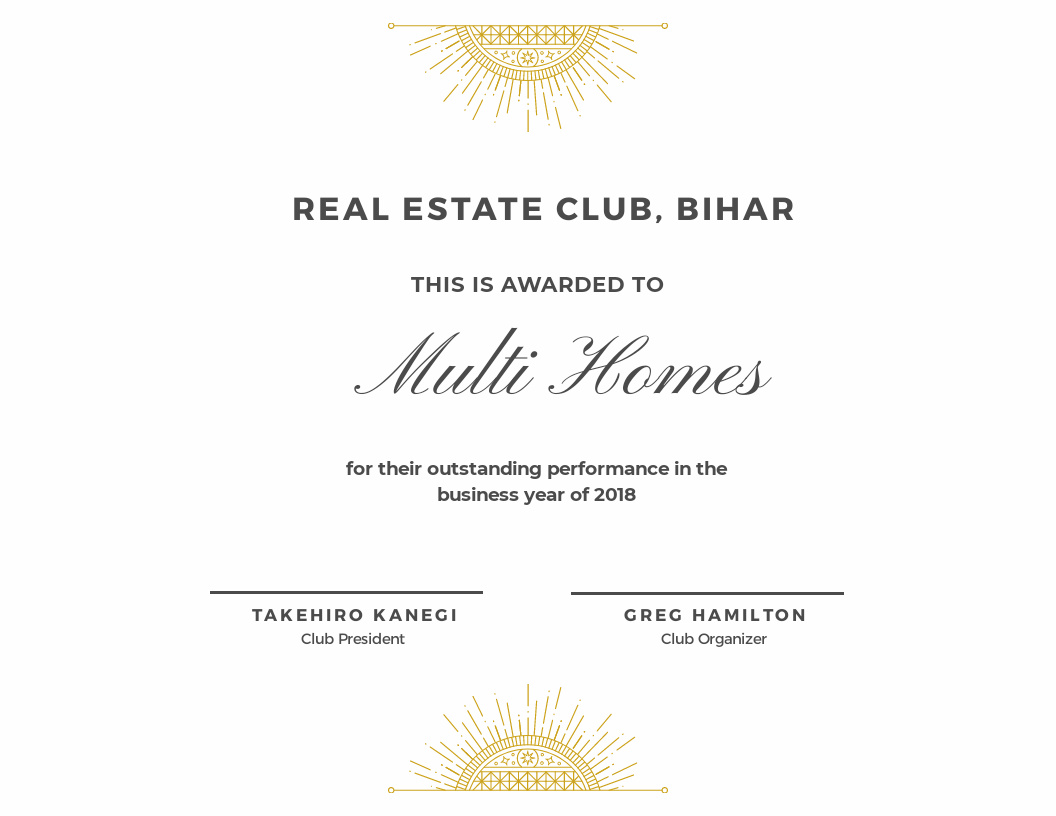 REAL ESTATE CLUB, BIHAR
THIS IS AWARDED TO
Multi Homes
for their outstanding performance in the
business year of 2018
TAKEHIRO KANEGI
Club President
GREG HAMILTON
Club Organizer